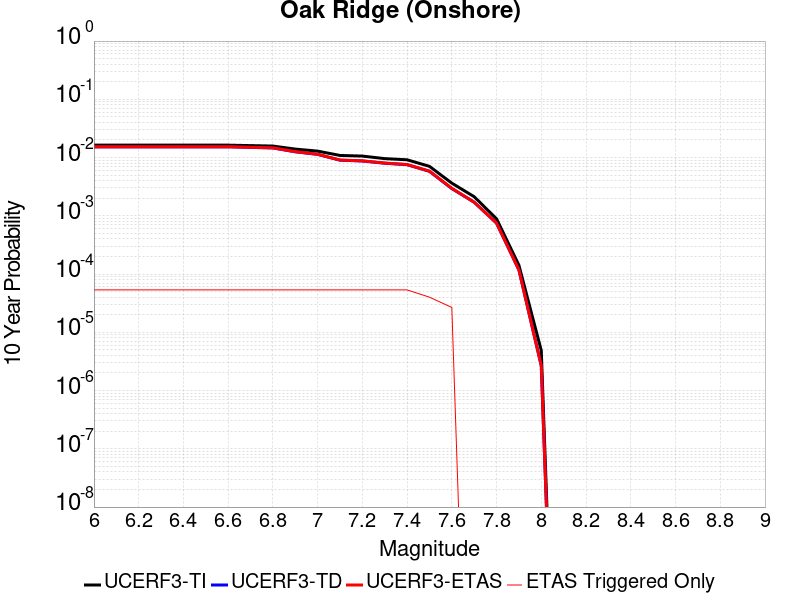 Oak Ridge (Onshore)
10^0
10^-1
10^-2
10^-3
10^-4
10^-5
10^-6
10^-7
10^-8
10 Year Probability
6 6.2 6.4 6.6 6.8 7 7.2 7.4 7.6 7.8 8 8.2 8.4 8.6 8.8 9
Magnitude
UCERF3-TI UCERF3-TD UCERF3-ETAS ETAS Triggered Only